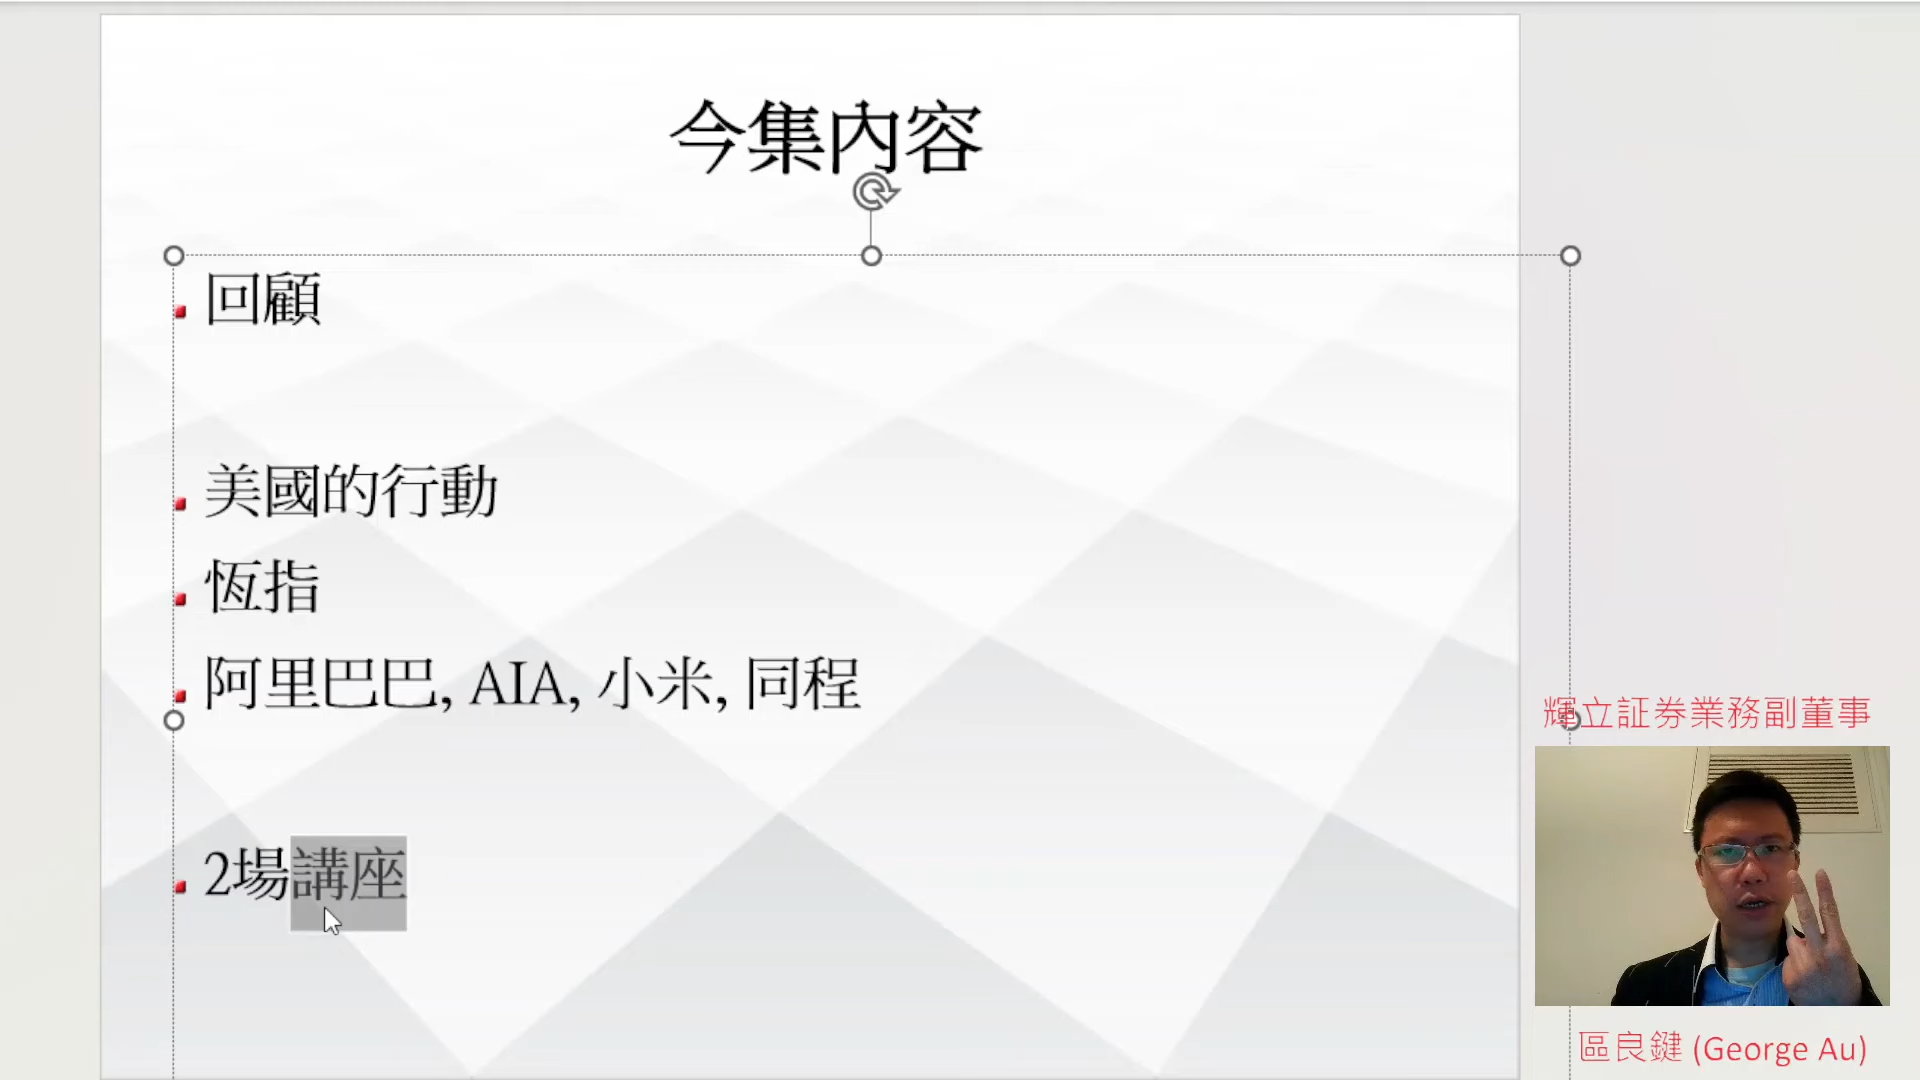 今集內容
回顧
美國的行動
恆指
阿里巴巴, AIA, 小米, 同程
2場講座
輝立証券業務副董事
區良鍵 (George Au)